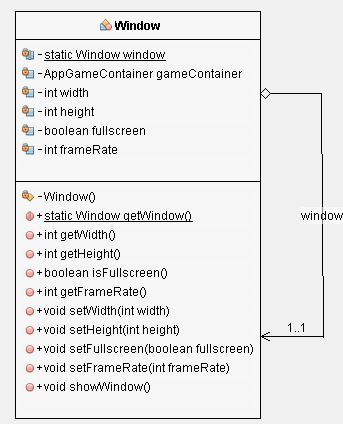 Window
- static Window window
- AppGameContainer gameContainer
- int width
- int height
- boolean fullscreen
- int frameRate
- Window()
+ static Window getWindow()
+ int getWidth()
+ int getHeight()
+ boolean isFullscreen()
+ int getFrameRate()
+ void setWidth(int width)
+ void setHeight(int height)
+ void setFullscreen(boolean fullscreen)
+ void setFrameRate(int frameRate)
+ void showWindow()
window
1..1